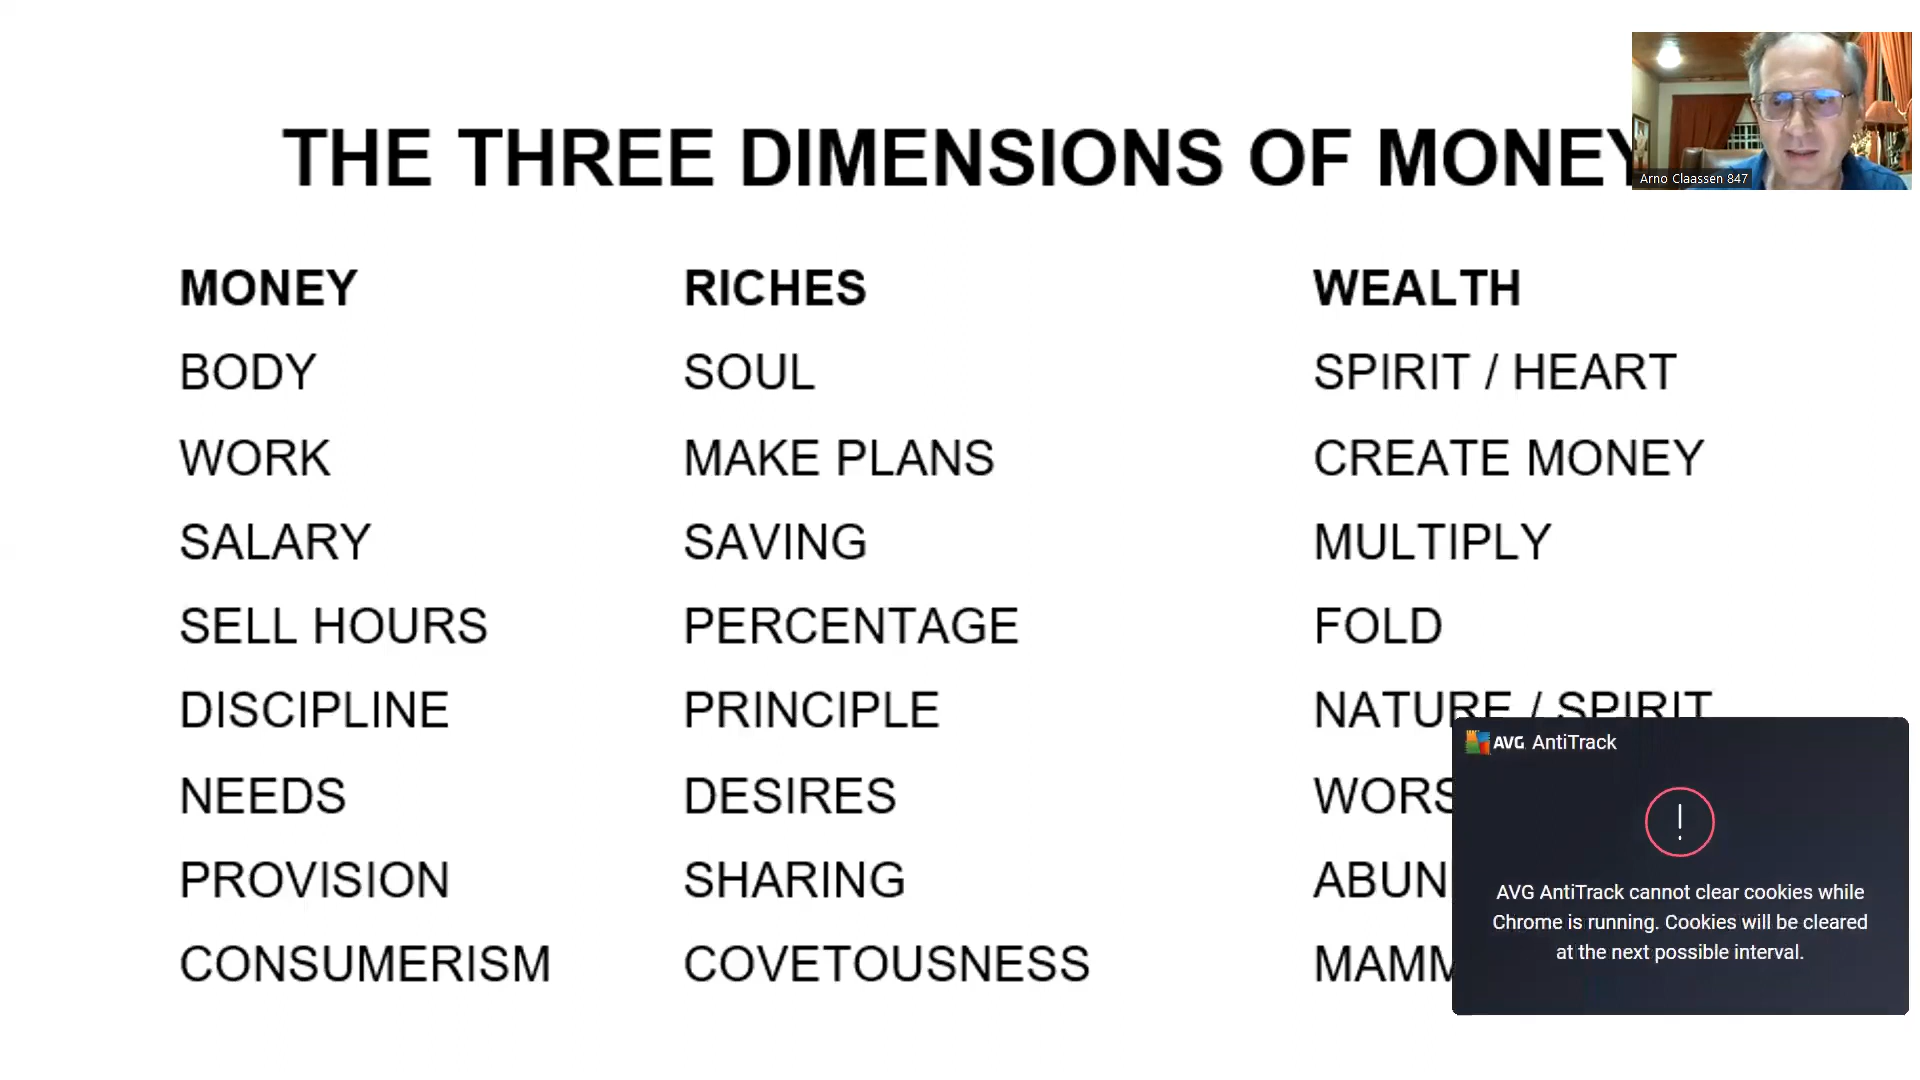 THE THREE DIMENSIONS OF MONEY
Arno Claassen 847
MONEY RICHES WEALTH
BODY SOUL SPIRIT / HEART
WORK MAKE PLANS CREATE MONEY
SALARY SAVING MULTIPLY
SELL HOURS PERCENTAGE FOLD
DISCIPLINE PRINCIPLE NATURE / SPIRIT
NEEDS DESIRES
PROVISION SHARING
CONSUMERISM COVETOUSNESS
AVG AntiTrack
AVG AntiTrack cannot clear cookies while
Chrome is running. Cookies will be cleared
at the next possible interval.